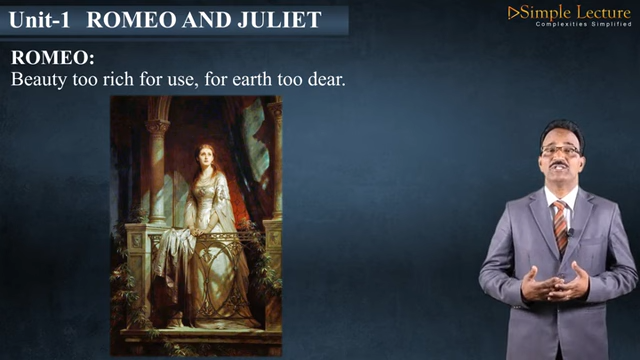 Unit-1 ROMEO AND JULIET
Simple Lecture
Complexities Simplified
ROMEO:
Beauty too rich for use, for earth too dear.